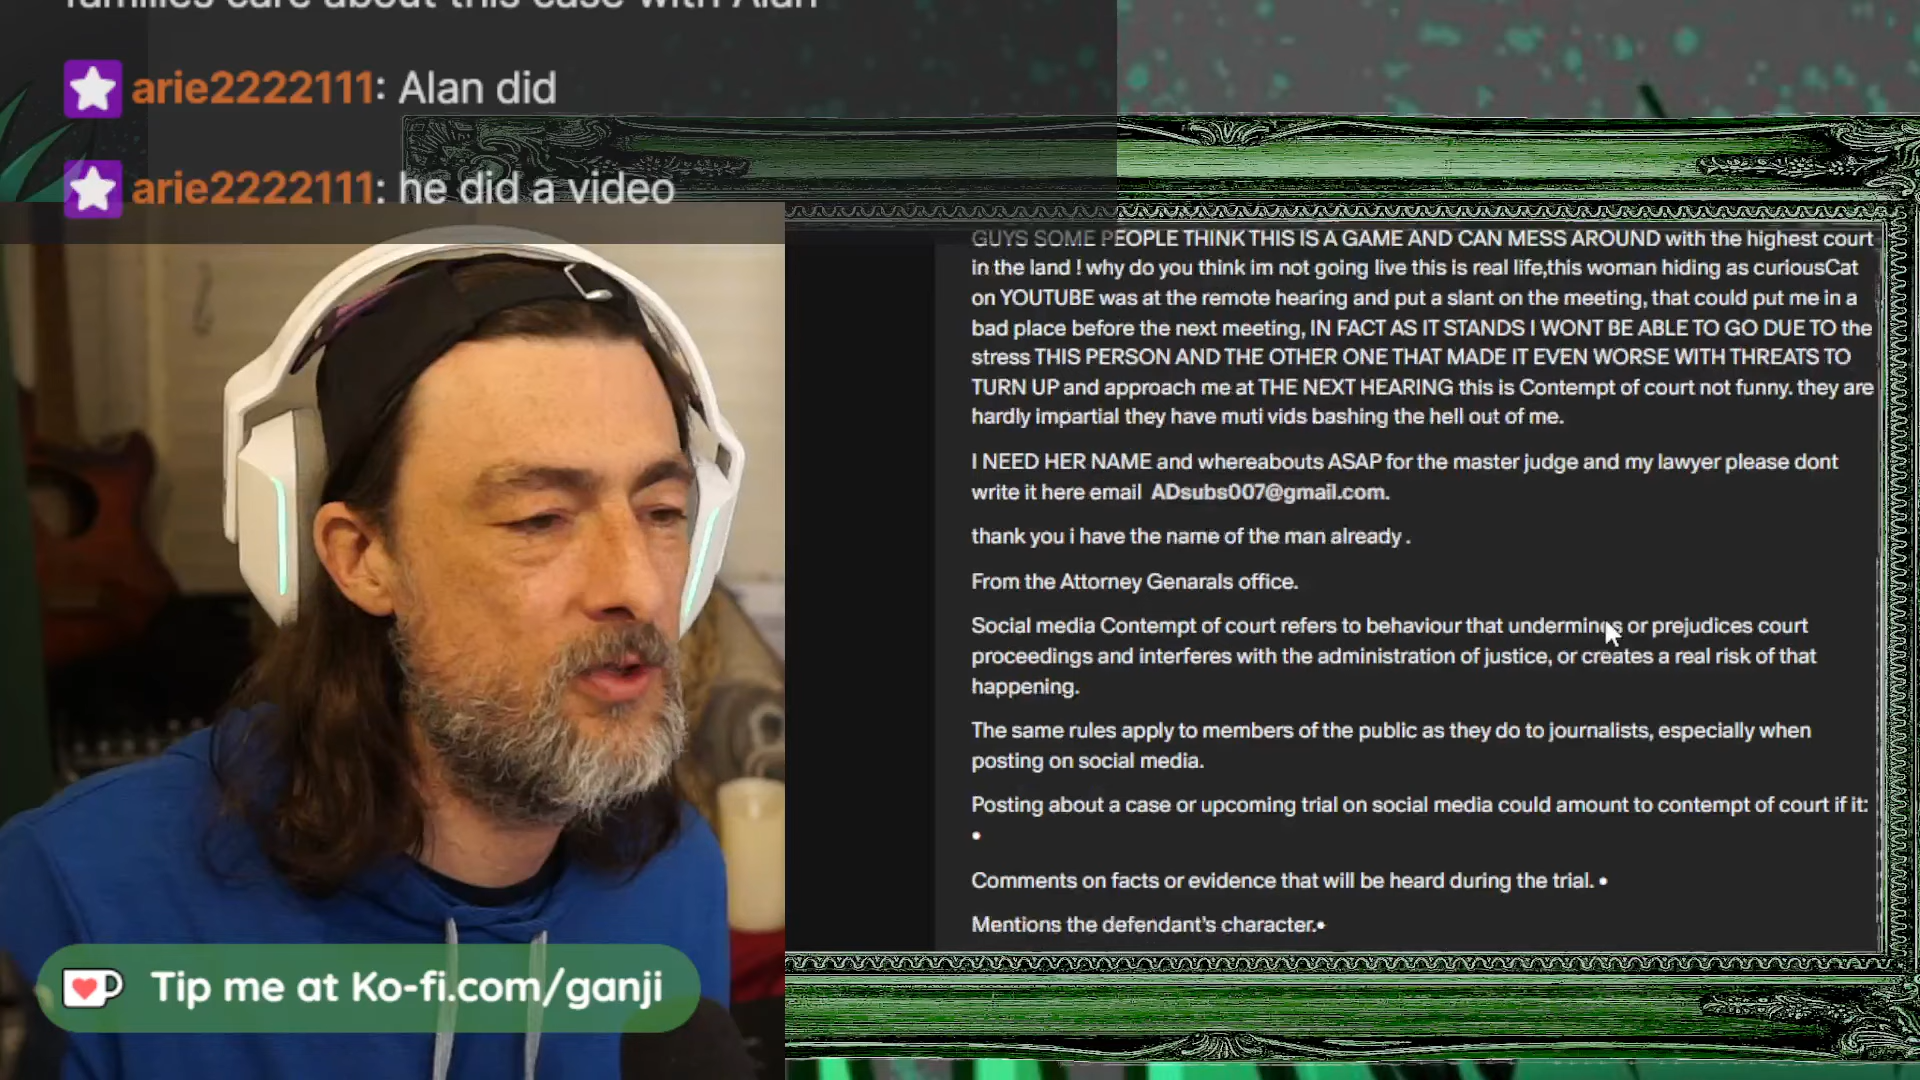 families care about this case with Alan
arie2222111: Alan did
arie2222111: he did a video
GUYS SOME PEOPLE THINK THIS IS A GAME AND CAN MESS AROUND with the highest court
in the land ! why do you think im not going live this is real life,this woman hiding as curiousCat
on YOUTUBE was at the remote hearing and put a slant on the meeting, that could put me in a
bad place before the next meeting, IN FACT AS IT STANDS I WONT BE ABLE TO GO DUE TO the
stress THIS PERSON AND THE OTHER ONE THAT MADE IT EVEN WORSE WITH THREATS TO
TURN UP and approach me at THE NEXT HEARING this is Contempt of court not funny. they are
hardly impartial they have muti vids bashing the hell out of me.
I NEED HER NAME and whereabouts ASAP for the master judge and my lawyer please dont
write it here email ADsubs007@gmail.com.
thank you i have the name of the man already .
From the Attorney Genarals office.
Social media Contempt of court refers to behaviour that undermines or prejudices court
proceedings and interferes with the administration of justice, or creates a real risk of that
happening.
The same rules apply to members of the public as they do to journalists, especially when
posting on social media.
Posting about a case or upcoming trial on social media could amount to contempt of court if it:
•
Comments on facts or evidence that will be heard during the trial. •
Mentions the defendant's character.•
Tip me at Ko-fi.com/ganji